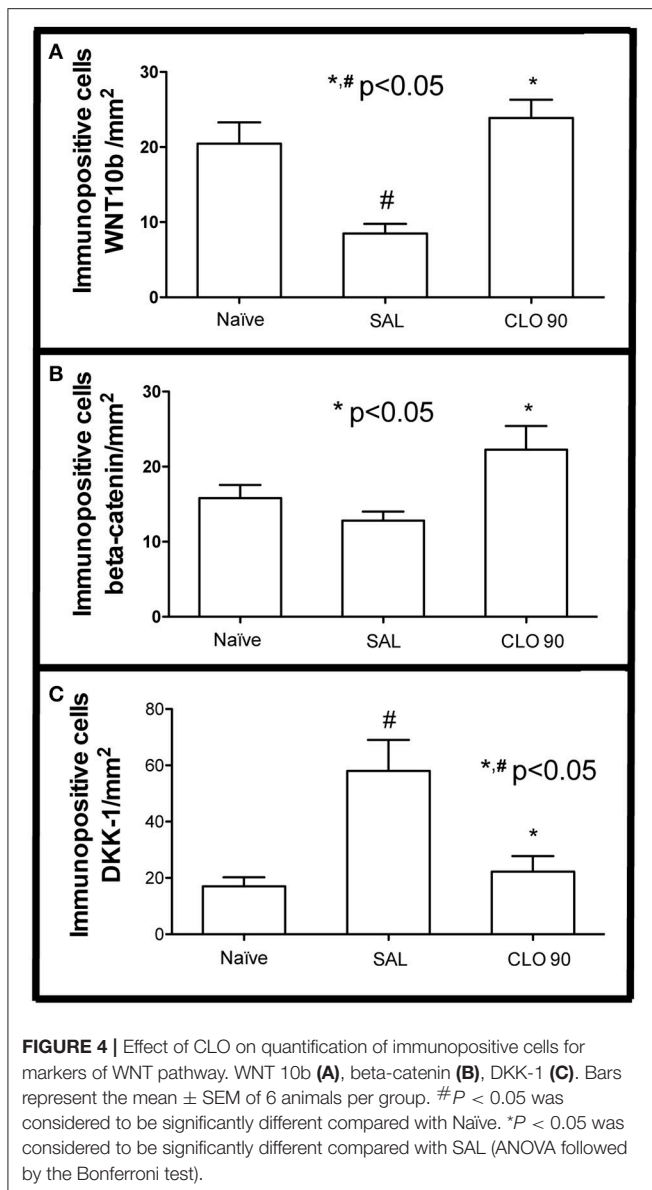 A
Immunopositive cells
WNT10b /mm²
30
20
10
0
*,# p<0.05
#
*
Naïve SAL CLO 90
B
Immunopositive cells
beta-catenin/mm²
30
20
10
0
* p<0.05
*
Naïve SAL CLO 90
C
Immunopositive cells
DKK-1/mm²
80
60
40
20
0
#
*,# p<0.05
*
Naïve SAL CLO 90
FIGURE 4 | Effect of CLO on quantification of immunopositive cells for
markers of WNT pathway. WNT 10b (A), beta-catenin (B), DKK-1 (C). Bars
represent the mean ± SEM of 6 animals per group. #P < 0.05 was
considered to be significantly different compared with Naïve. *P < 0.05 was
considered to be significantly different compared with SAL (ANOVA followed
by the Bonferroni test).